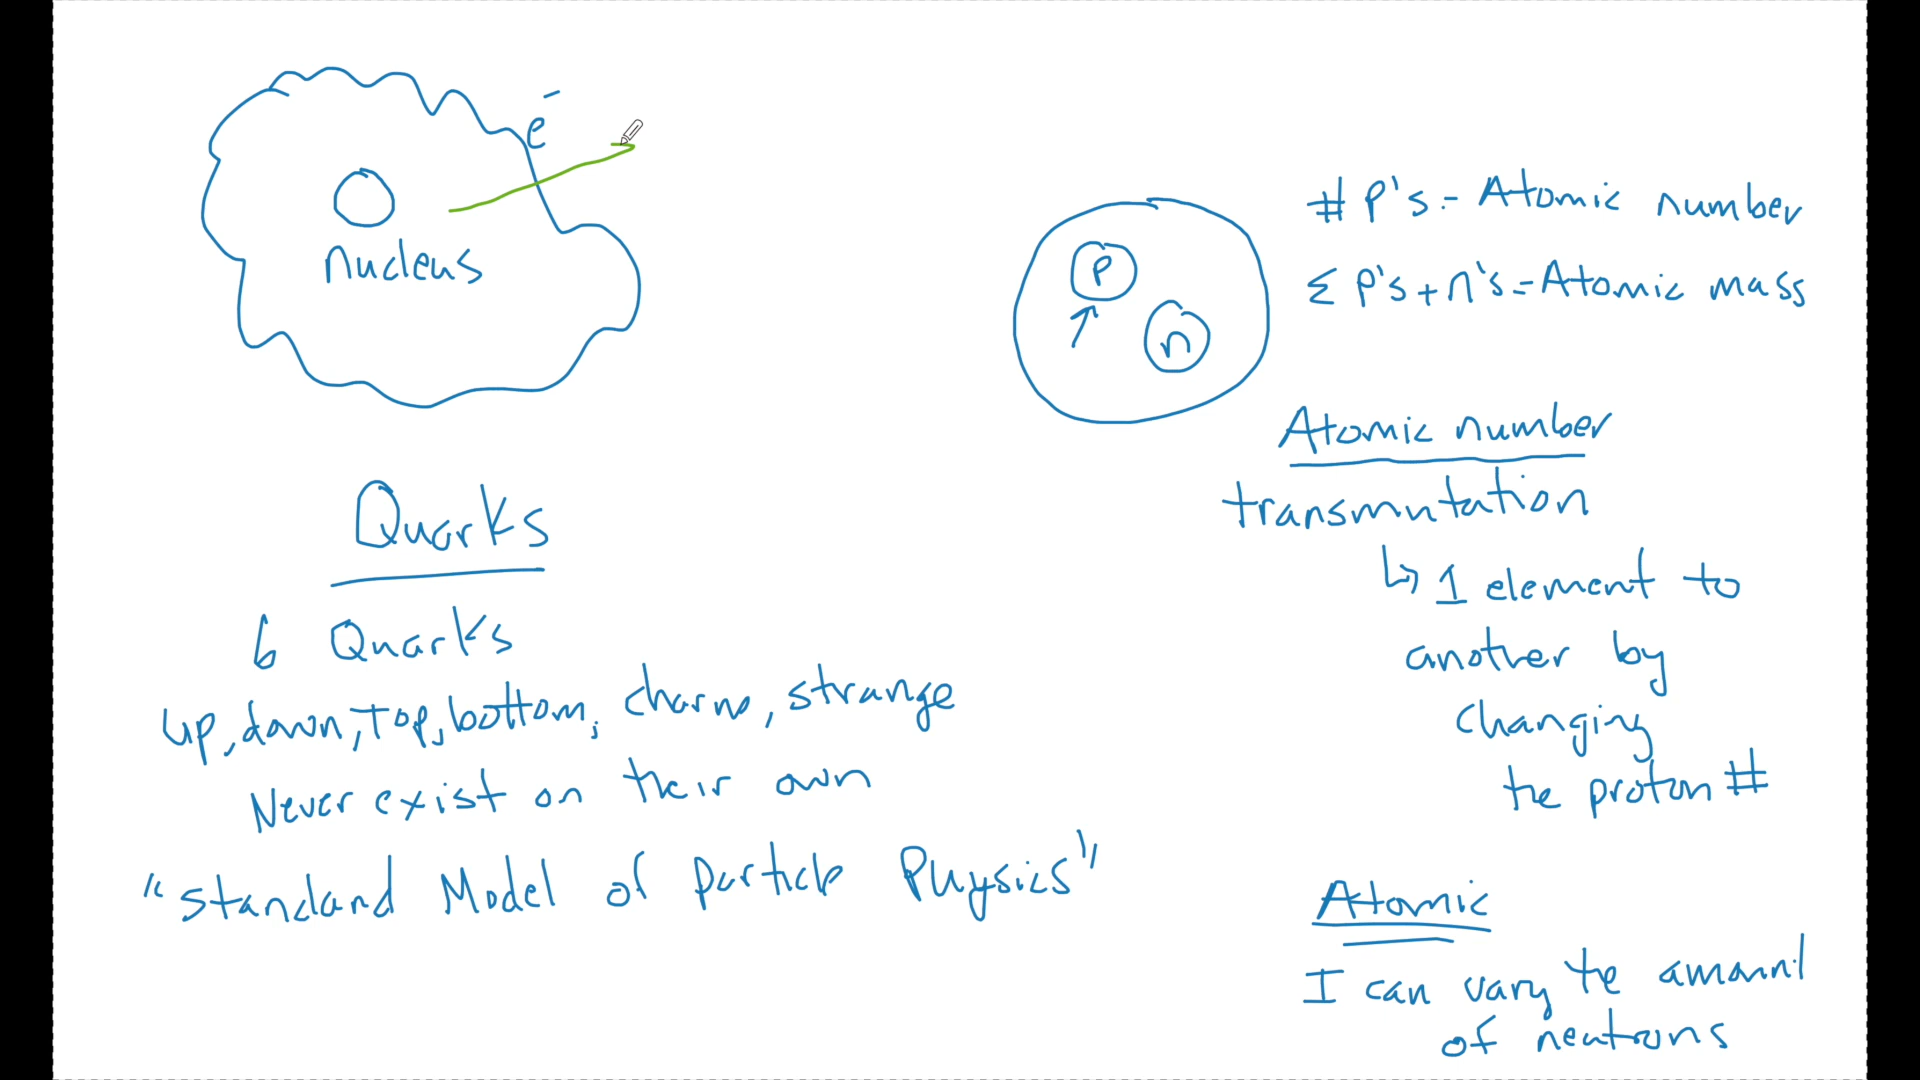 e-
nucleus
Quarks
6 Quarks
up, down, Top, bottom, charm, strange
Never exist on their own
"Standard Model of Particle Physics"
P
n
# P's = Atomic number
Σ P's + n's = Atomic mass
Atomic number
transmutation
↳ 1 element to
another by
changing
the proton #
Atomic
I can vary the amount
of neutrons